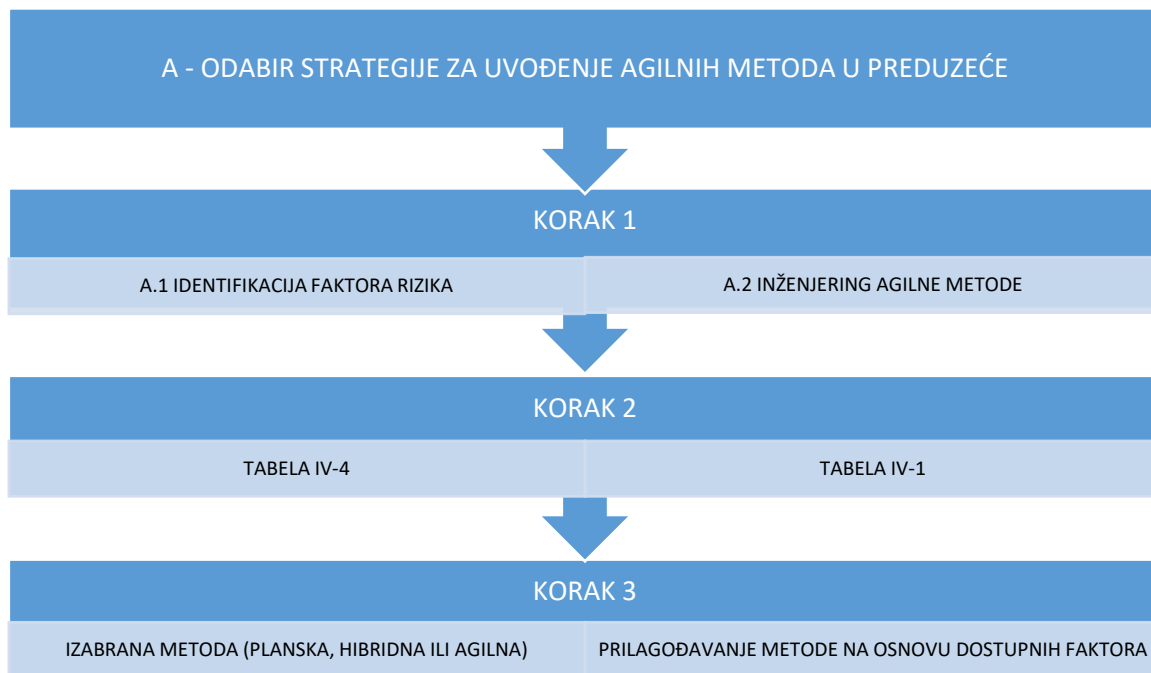 A - ODABIR STRATEGIJE ZA UVOĐENJE AGILNIH METODA U PREDUZEĆE
KORAK 1
A.1 IDENTIFIKACIJA FAKTORA RIZIKA
A.2 INŽENJERING AGILNE METODE
KORAK 2
TABELA IV-4
TABELA IV-1
KORAK 3
IZABRANA METODA (PLANSKA, HIBRIDNA ILI AGILNA)
PRILAGOĐAVANJE METODE NA OSNOVU DOSTUPNIH FAKTORA